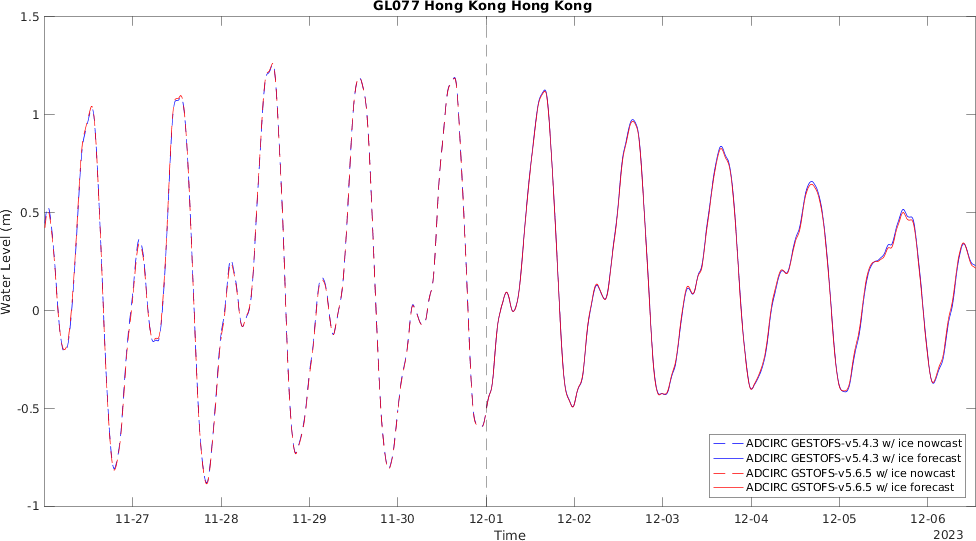 GL077 Hong Kong Hong Kong
1.5
1
0.5
0
-0.5
-1
Water Level (m)
11-27 11-28 11-29 11-30 12-01 12-02 12-03 12-04 12-05 12-06
Time
2023
ADCIRC GESTOFS-v5.4.3 w/ ice nowcast
ADCIRC GESTOFS-v5.4.3 w/ ice forecast
ADCIRC GSTOFS-v5.6.5 w/ ice nowcast
ADCIRC GSTOFS-v5.6.5 w/ ice forecast